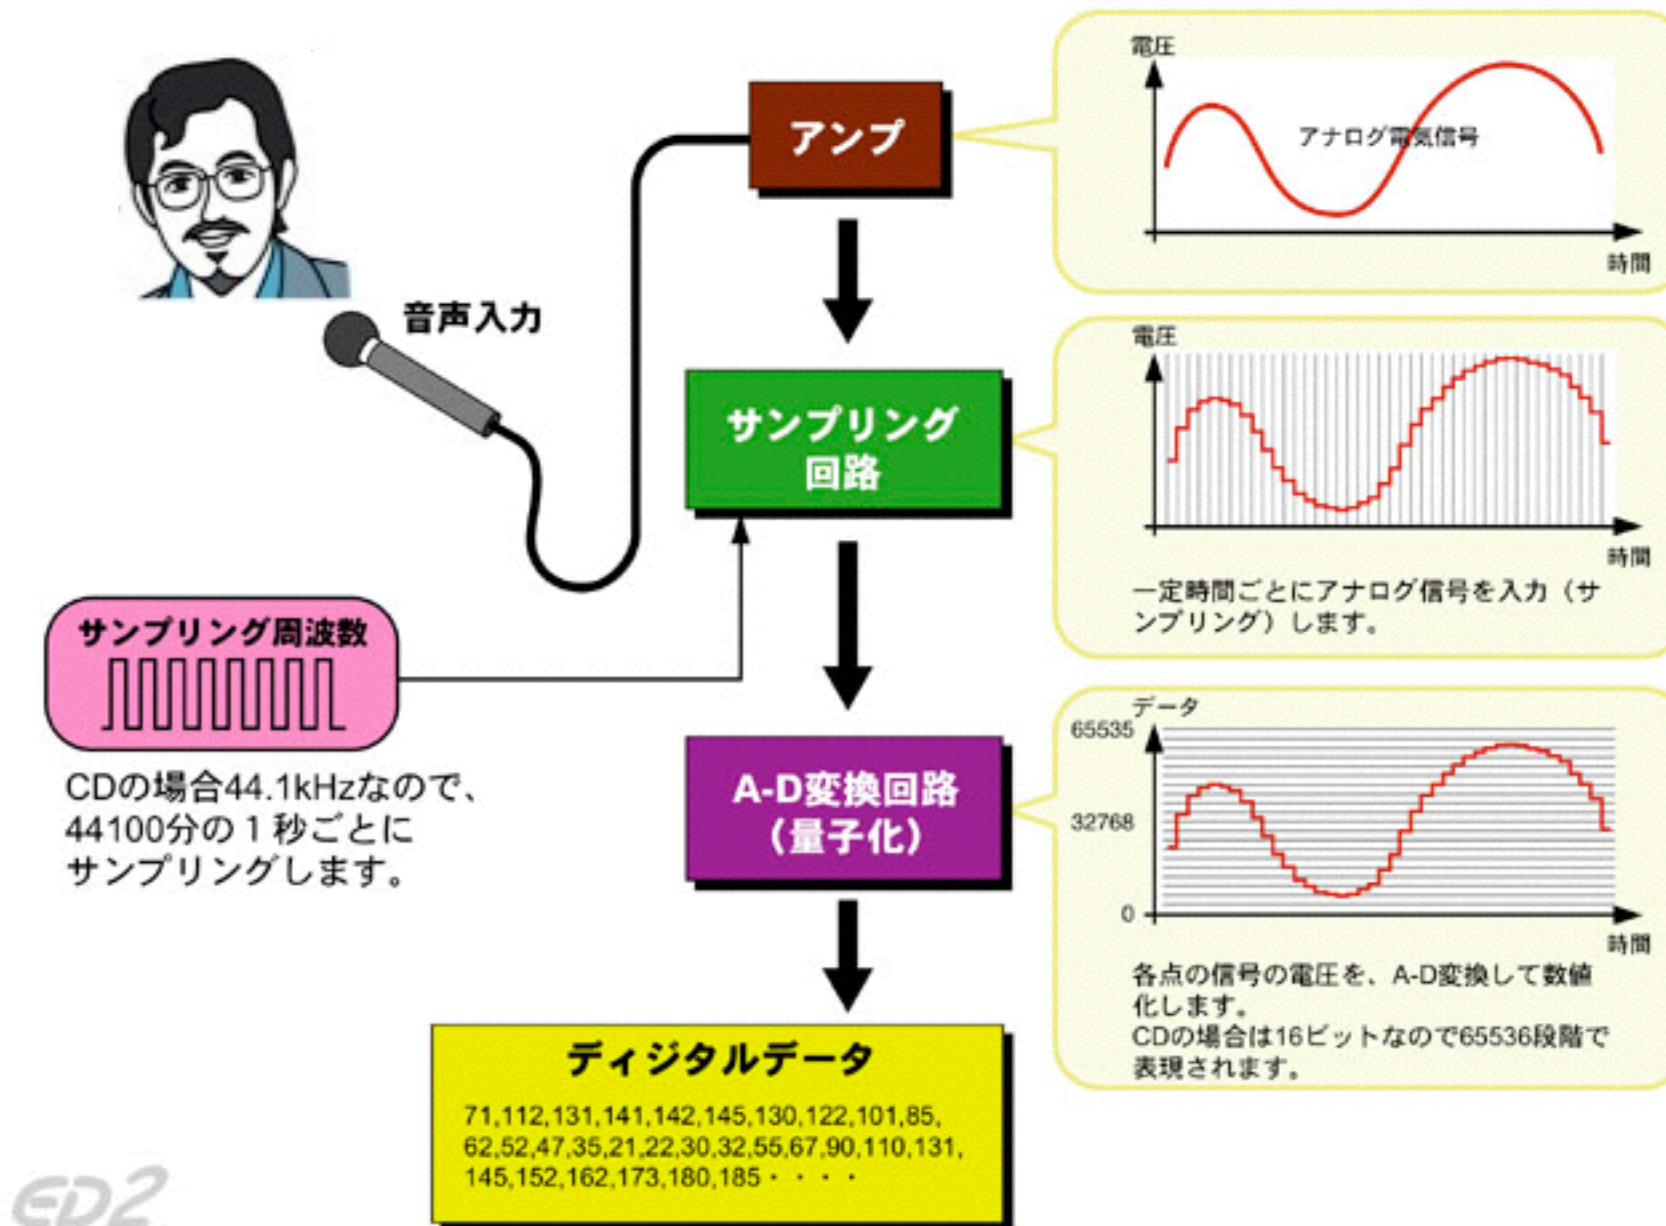 音声入力
アンプ
電圧
アナログ電気信号
時間
サンプリング
回路
電圧
時間
一定時間ごとにアナログ信号を入力（サ
ンプリング）します。
サンプリング周波数
CDの場合44.1kHzなので、
44100分の１秒ごとに
サンプリングします。
A-D変換回路
（量子化）
データ
65535
32768
0
時間
各点の信号の電圧を、A-D変換して数値
化します。
CDの場合は16ビットなので65536段階で
表現されます。
ディジタルデータ
71,112,131,141,142,145,130,122,101,85,
62,52,47,35,21,22,30,32,55,67,90,110,131,
145,152,162,173,180,185・・・・
ED2